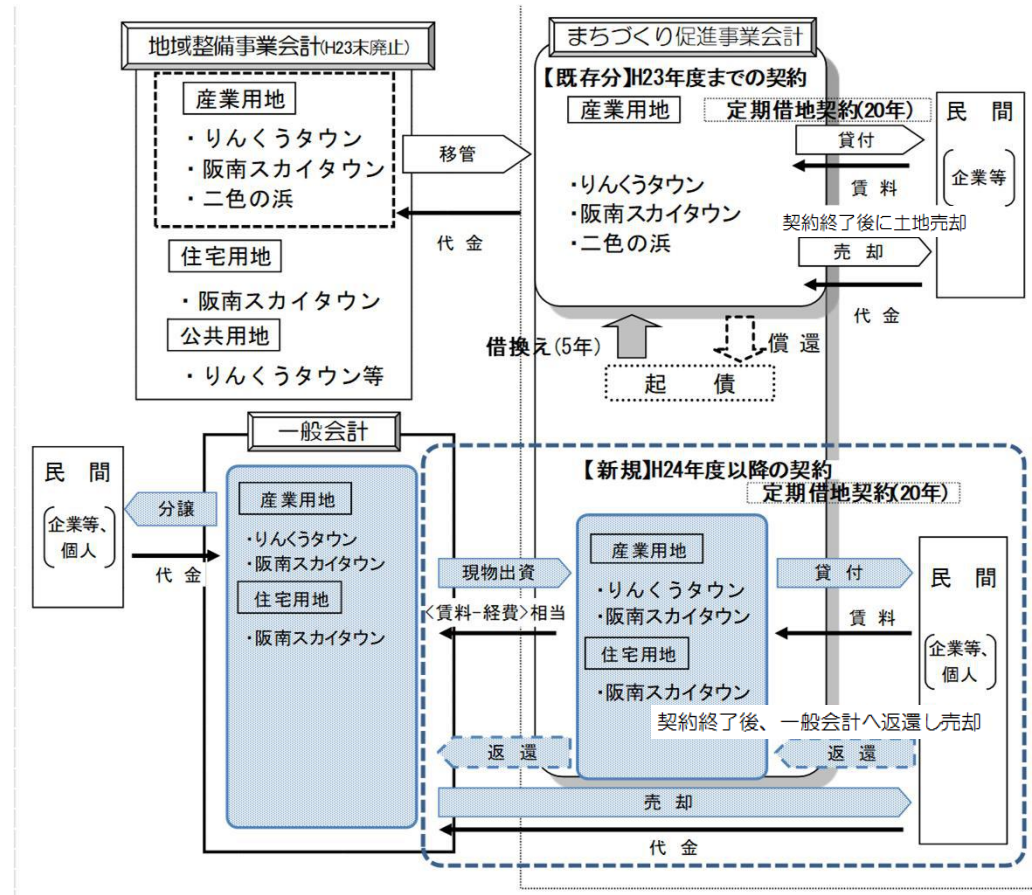 地域整備事業会計(H23末廃止)
産業用地
・りんくうタウン
・阪南スカイタウン
・二色の浜
住宅用地
・阪南スカイタウン
公共用地
・りんくうタウン等
移管
代 金
まちづくり促進事業会計
【既存分】H23年度までの契約
産業用地
定期借地契約(20年)
・りんくうタウン
・阪南スカイタウン
・二色の浜
貸付
賃 料
契約終了後に土地売却
売 却
代 金
民 間
企業等
借換え(5年)
償 還
起 債
一般会計
民 間
企業等、
個人
分譲
代 金
産業用地
・りんくうタウン
・阪南スカイタウン
住宅用地
・阪南スカイタウン
【新規】H24年度以降の契約
定期借地契約(20年)
現物出資
<賃料-経費>相当
産業用地
・りんくうタウン
・阪南スカイタウン
住宅用地
・阪南スカイタウン
貸 付
賃 料
民 間
企業等、
個人
契約終了後、一般会計へ返還し売却
返 還
返 還
売 却
代 金